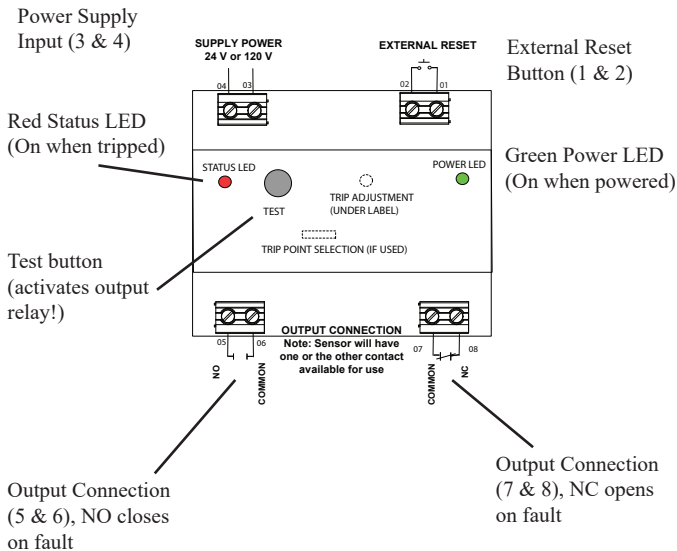 Power Supply
Input (3 & 4)
SUPPLY POWER
24 V or 120 V
EXTERNAL RESET
External Reset
Button (1 & 2)
04 03
02 01
Red Status LED
(On when tripped)
STATUS LED
POWER LED
Green Power LED
(On when powered)
TEST
TRIP ADJUSTMENT
(UNDER LABEL)
TRIP POINT SELECTION (IF USED)
Test button
(activates output
relay!)
05 06
NO
COMMON
OUTPUT CONNECTION
Note: Sensor will have
one or the other contact
available for use
07 08
COMMON
NC
Output Connection
(5 & 6), NO closes
on fault
Output Connection
(7 & 8), NC opens
on fault